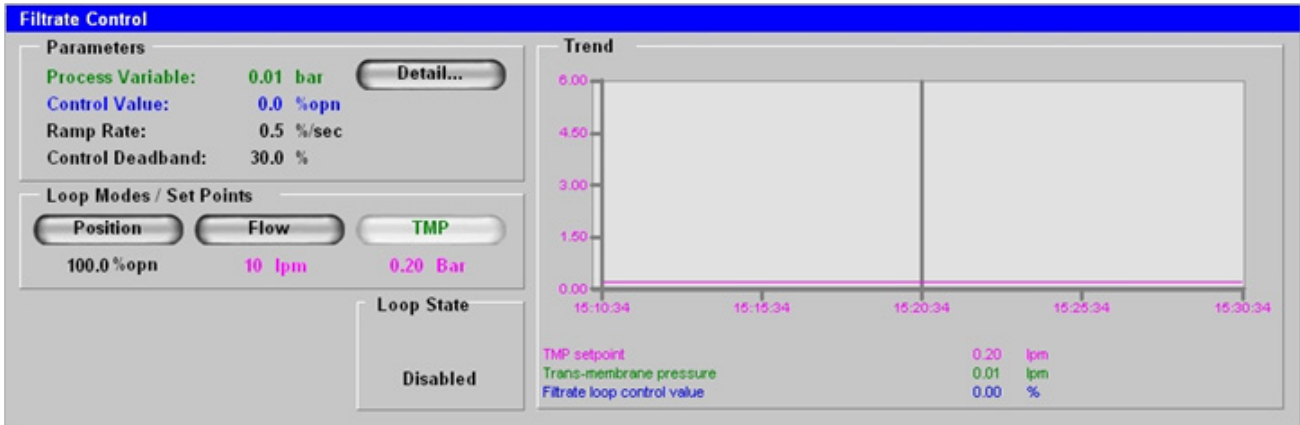 Filtrate Control
Parameters
Process Variable: 0.01 bar
Detail...
Control Value: 0.0 %opn
Ramp Rate: 0.5 %/sec
Control Deadband: 30.0 %
Loop Modes / Set Points
Position Flow TMP
100.0 %opn 10 lpm 0.20 Bar
Loop State
Disabled
Trend
6.00
4.50
3.00
1.50
0.00
15:10:34 15:15:34 15:20:34 15:25:34 15:30:34
TMP setpoint 0.20 lpm
Trans-membrane pressure 0.01 lpm
Filtrate loop control value 0.00 %